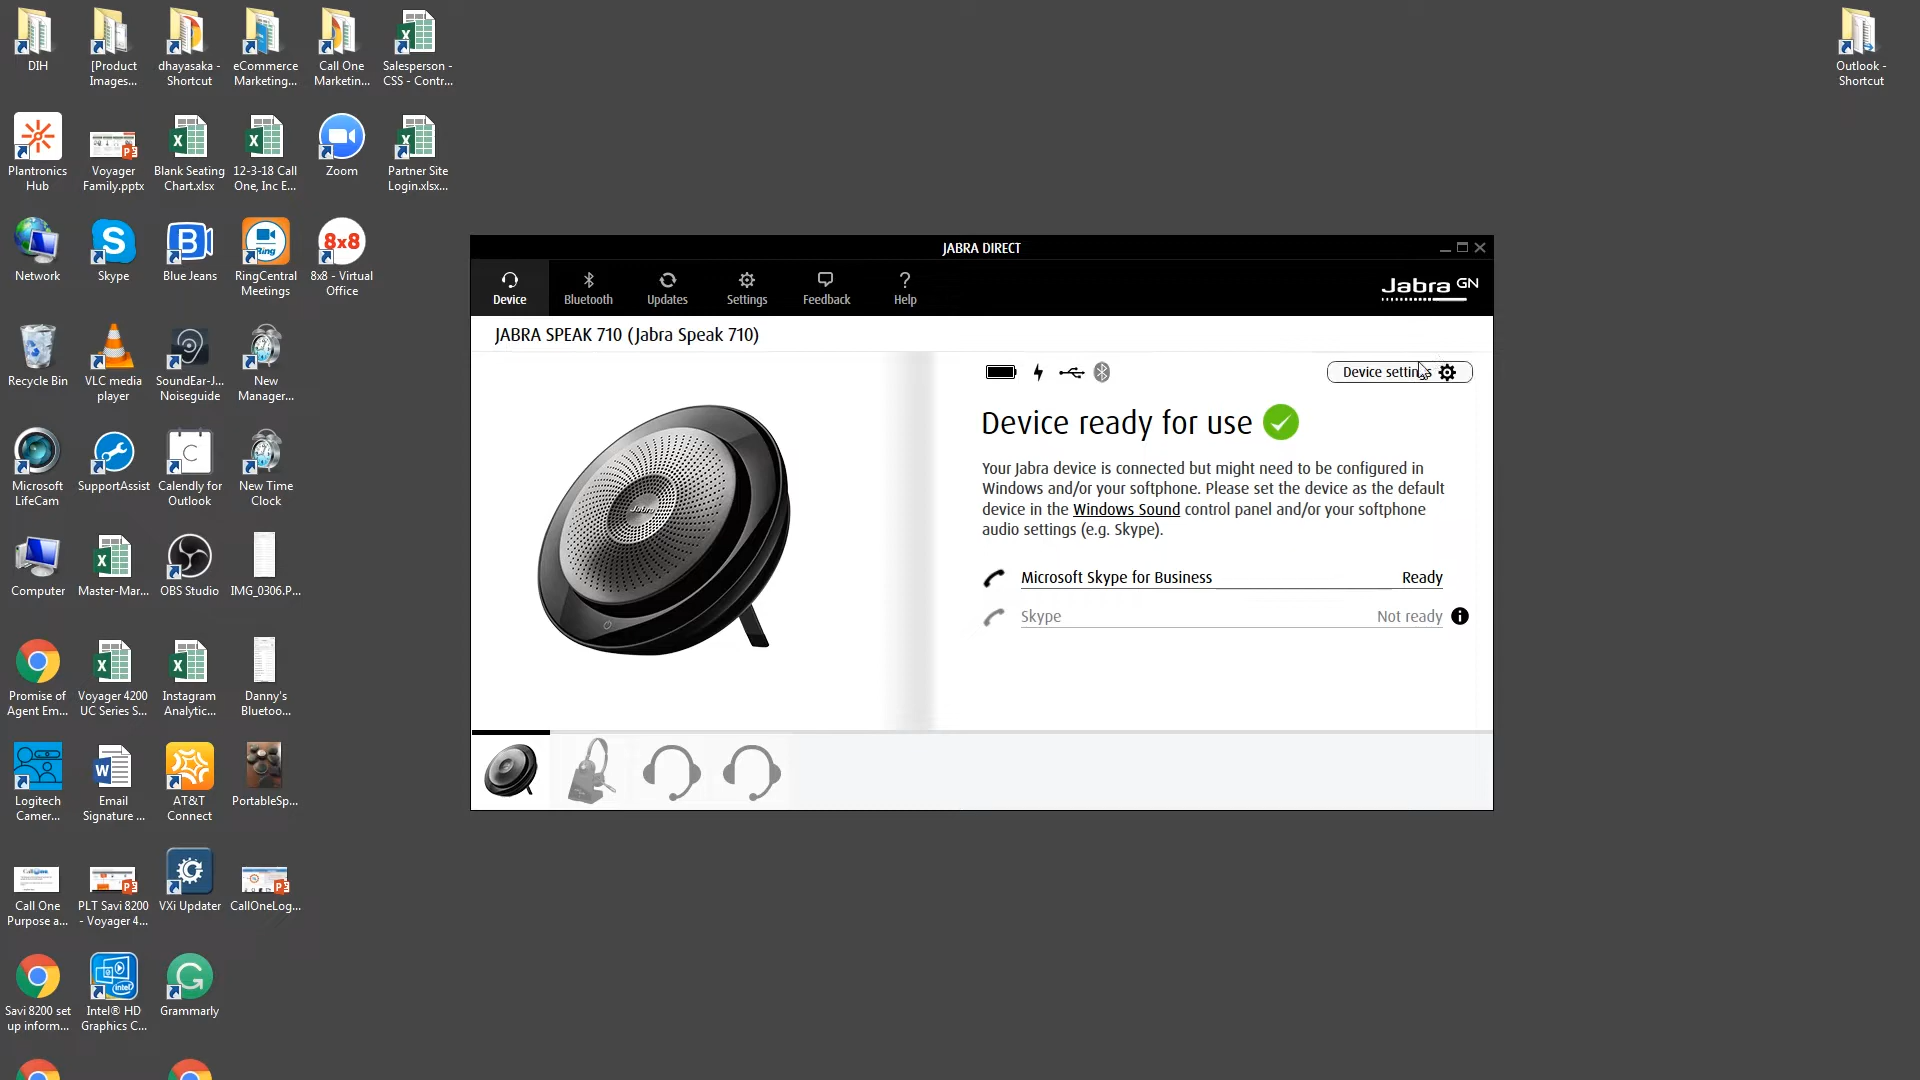 DIH
[Product
Images...
dhayasaka -
Shortcut
eCommerce
Marketing...
Call One
Marketin...
Salesperson -
CSS - Contr...
Outlook -
Shortcut
Plantronics
Hub
Voyager
Family.pptx
Blank Seating
Chart.xlsx
12-3-18 Call
One, Inc E...
Zoom
Partner Site
Login.xlsx...
Network
Skype
Blue Jeans
Ring
RingCentral
Meetings
8x8
8x8 - Virtual
Office
Recycle Bin
VLC media
player
SoundEar-J...
Noiseguide
New
Manager...
Microsoft
LifeCam
SupportAssist
Calendly for
Outlook
New Time
Clock
Computer
Master-Mar...
OBS Studio
IMG_0306.P...
Promise of
Agent Em...
Voyager 4200
UC Series S...
Instagram
Analytic...
Danny's
Bluetoo...
Logitech
Camer...
Email
Signature ...
AT&T
Connect
PortableSp...
Call One
Purpose a...
PLT Savi 8200
- Voyager 4...
VXi Updater
CallOneLog...
Savi 8200 set
up inform...
intel
Intel® HD
Graphics C...
Grammarly
JABRA DIRECT
Device
Bluetooth
Updates
Settings
Feedback
Help
Jabra GN
JABRA SPEAK 710 (Jabra Speak 710)
Device settings
Device ready for use
Your Jabra device is connected but might need to be configured in
Windows and/or your softphone. Please set the device as the default
device in the Windows Sound control panel and/or your softphone
audio settings (e.g. Skype).
Jabra
Microsoft Skype for Business Ready
Skype Not ready